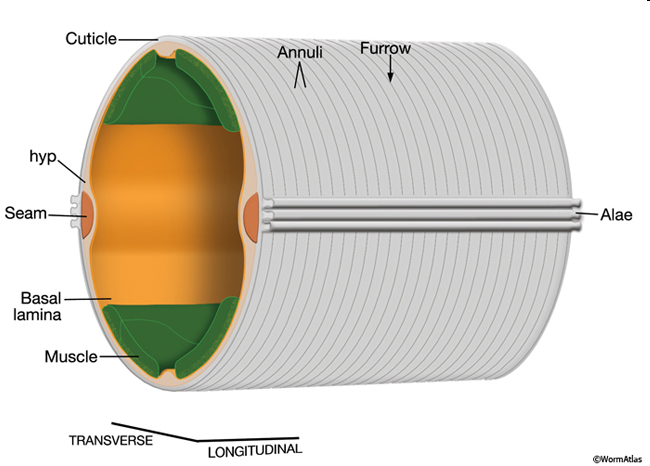 Cuticle
Annuli
Furrow
hyp
Seam
Alae
Basal
lamina
Muscle
TRANSVERSE
LONGITUDINAL
©WormAtlas